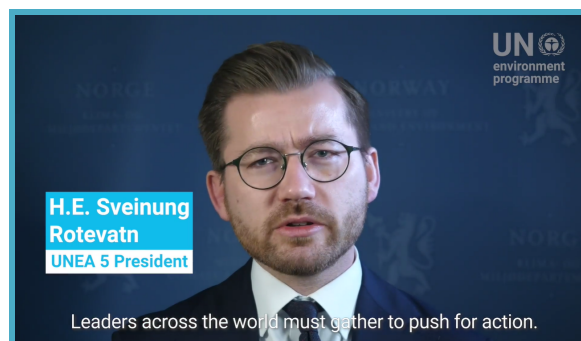 UN
environment
programme
NORGE
NORWAY
H.E. Sveinung
Rotevatn
UNEA 5 President
NORG
Leaders across the world must gather to push for action.